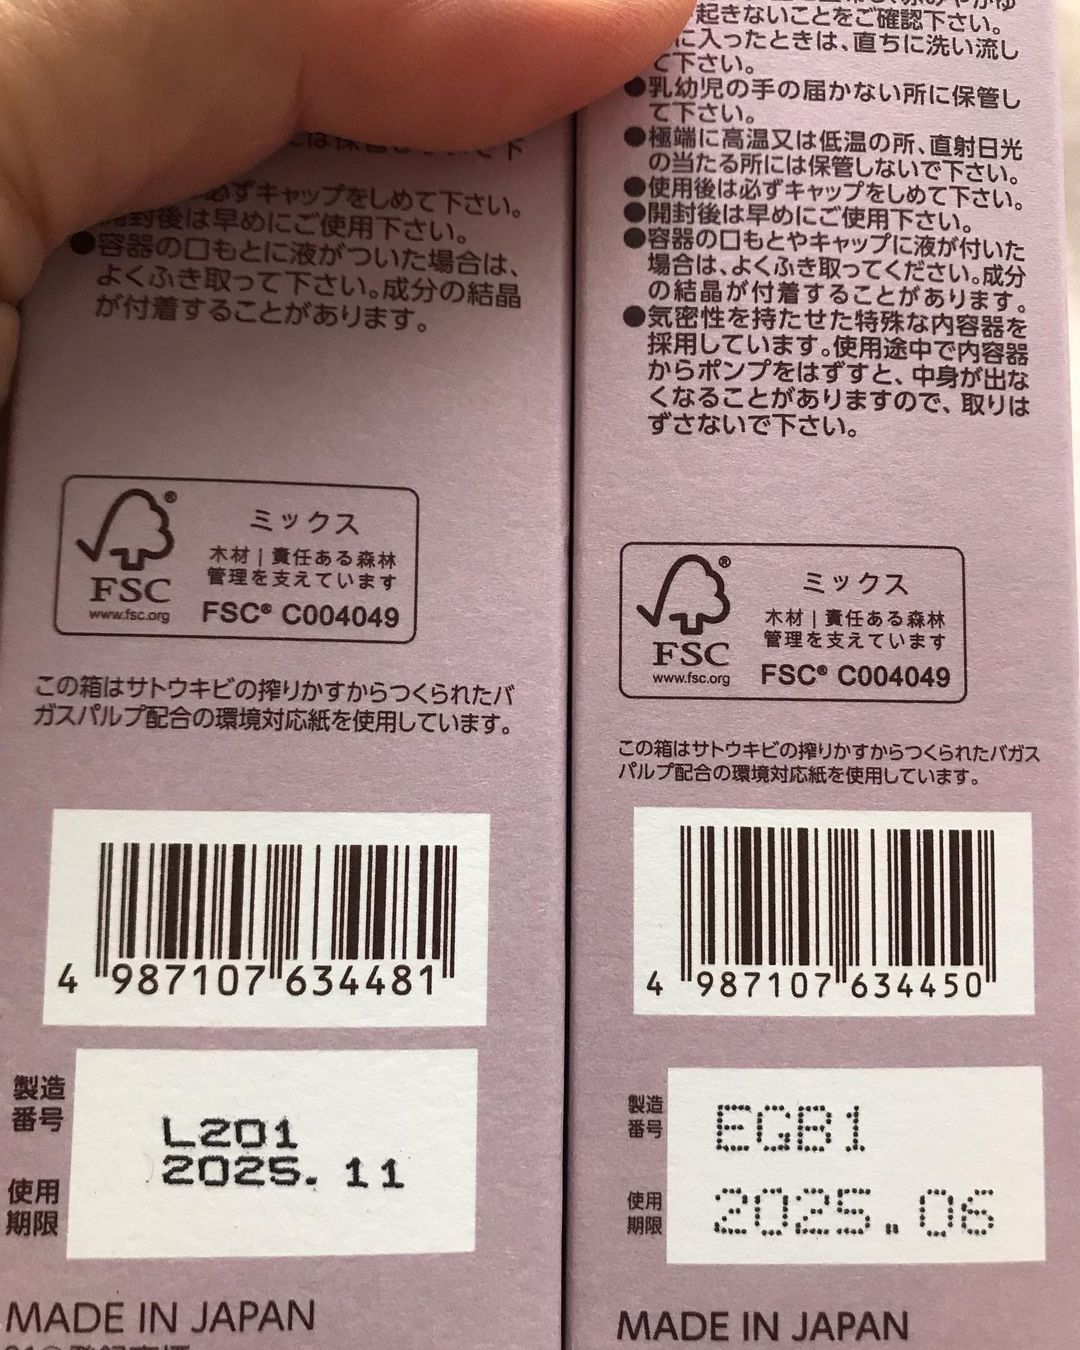 必ずキャップをしめて下さい。
開封後は早めにご使用下さい。
●容器の口もとに液がついた場合は、
よくふき取って下さい。成分の結晶
が付着することがあります。
FSC
www.fsc.org
ミックス
木材 | 責任ある森林
管理を支えています
FSC® C004049
この箱はサトウキビの搾りかすからつくられたバ
ガスパルプ配合の環境対応紙を使用しています。
4 987107 634481
製造
番号
L201
使用
期限
2025.11
MADE IN JAPAN
起きないことをご確認下さい。
に入ったときは、直ちに洗い流し
て下さい。
●乳幼児の手の届かない所に保管し
て下さい。
●極端に高温又は低温の所、直射日光
の当たる所には保管しないで下さい。
●使用後は必ずキャップをしめて下さい。
●開封後は早めにご使用下さい。
●容器の口もとやキャップに液が付いた
場合は、よくふき取ってください。成分
の結晶が付着することがあります。
●気密性を持たせた特殊な内容器を
採用しています。使用途中で内容器
からポンプをはずすと、中身が出な
くなることがありますので、取りは
ずさないで下さい。
FSC
www.fsc.org
ミックス
木材 | 責任ある森林
管理を支えています
FSC® C004049
この箱はサトウキビの搾りかすからつくられたバガス
パルプ配合の環境対応紙を使用しています。
4 987107 634450
製造
番号
EGB1
使用
期限
2025.06
MADE IN JAPAN